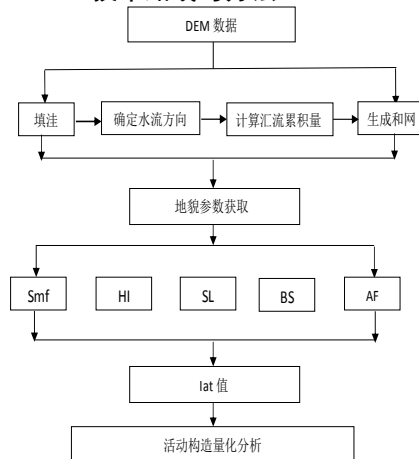 DEM 数据
填洼
确定水流方向
计算汇流累积量
生成和网
地貌参数获取
Smf
HI
SL
BS
AF
Iat 值
活动构造量化分析